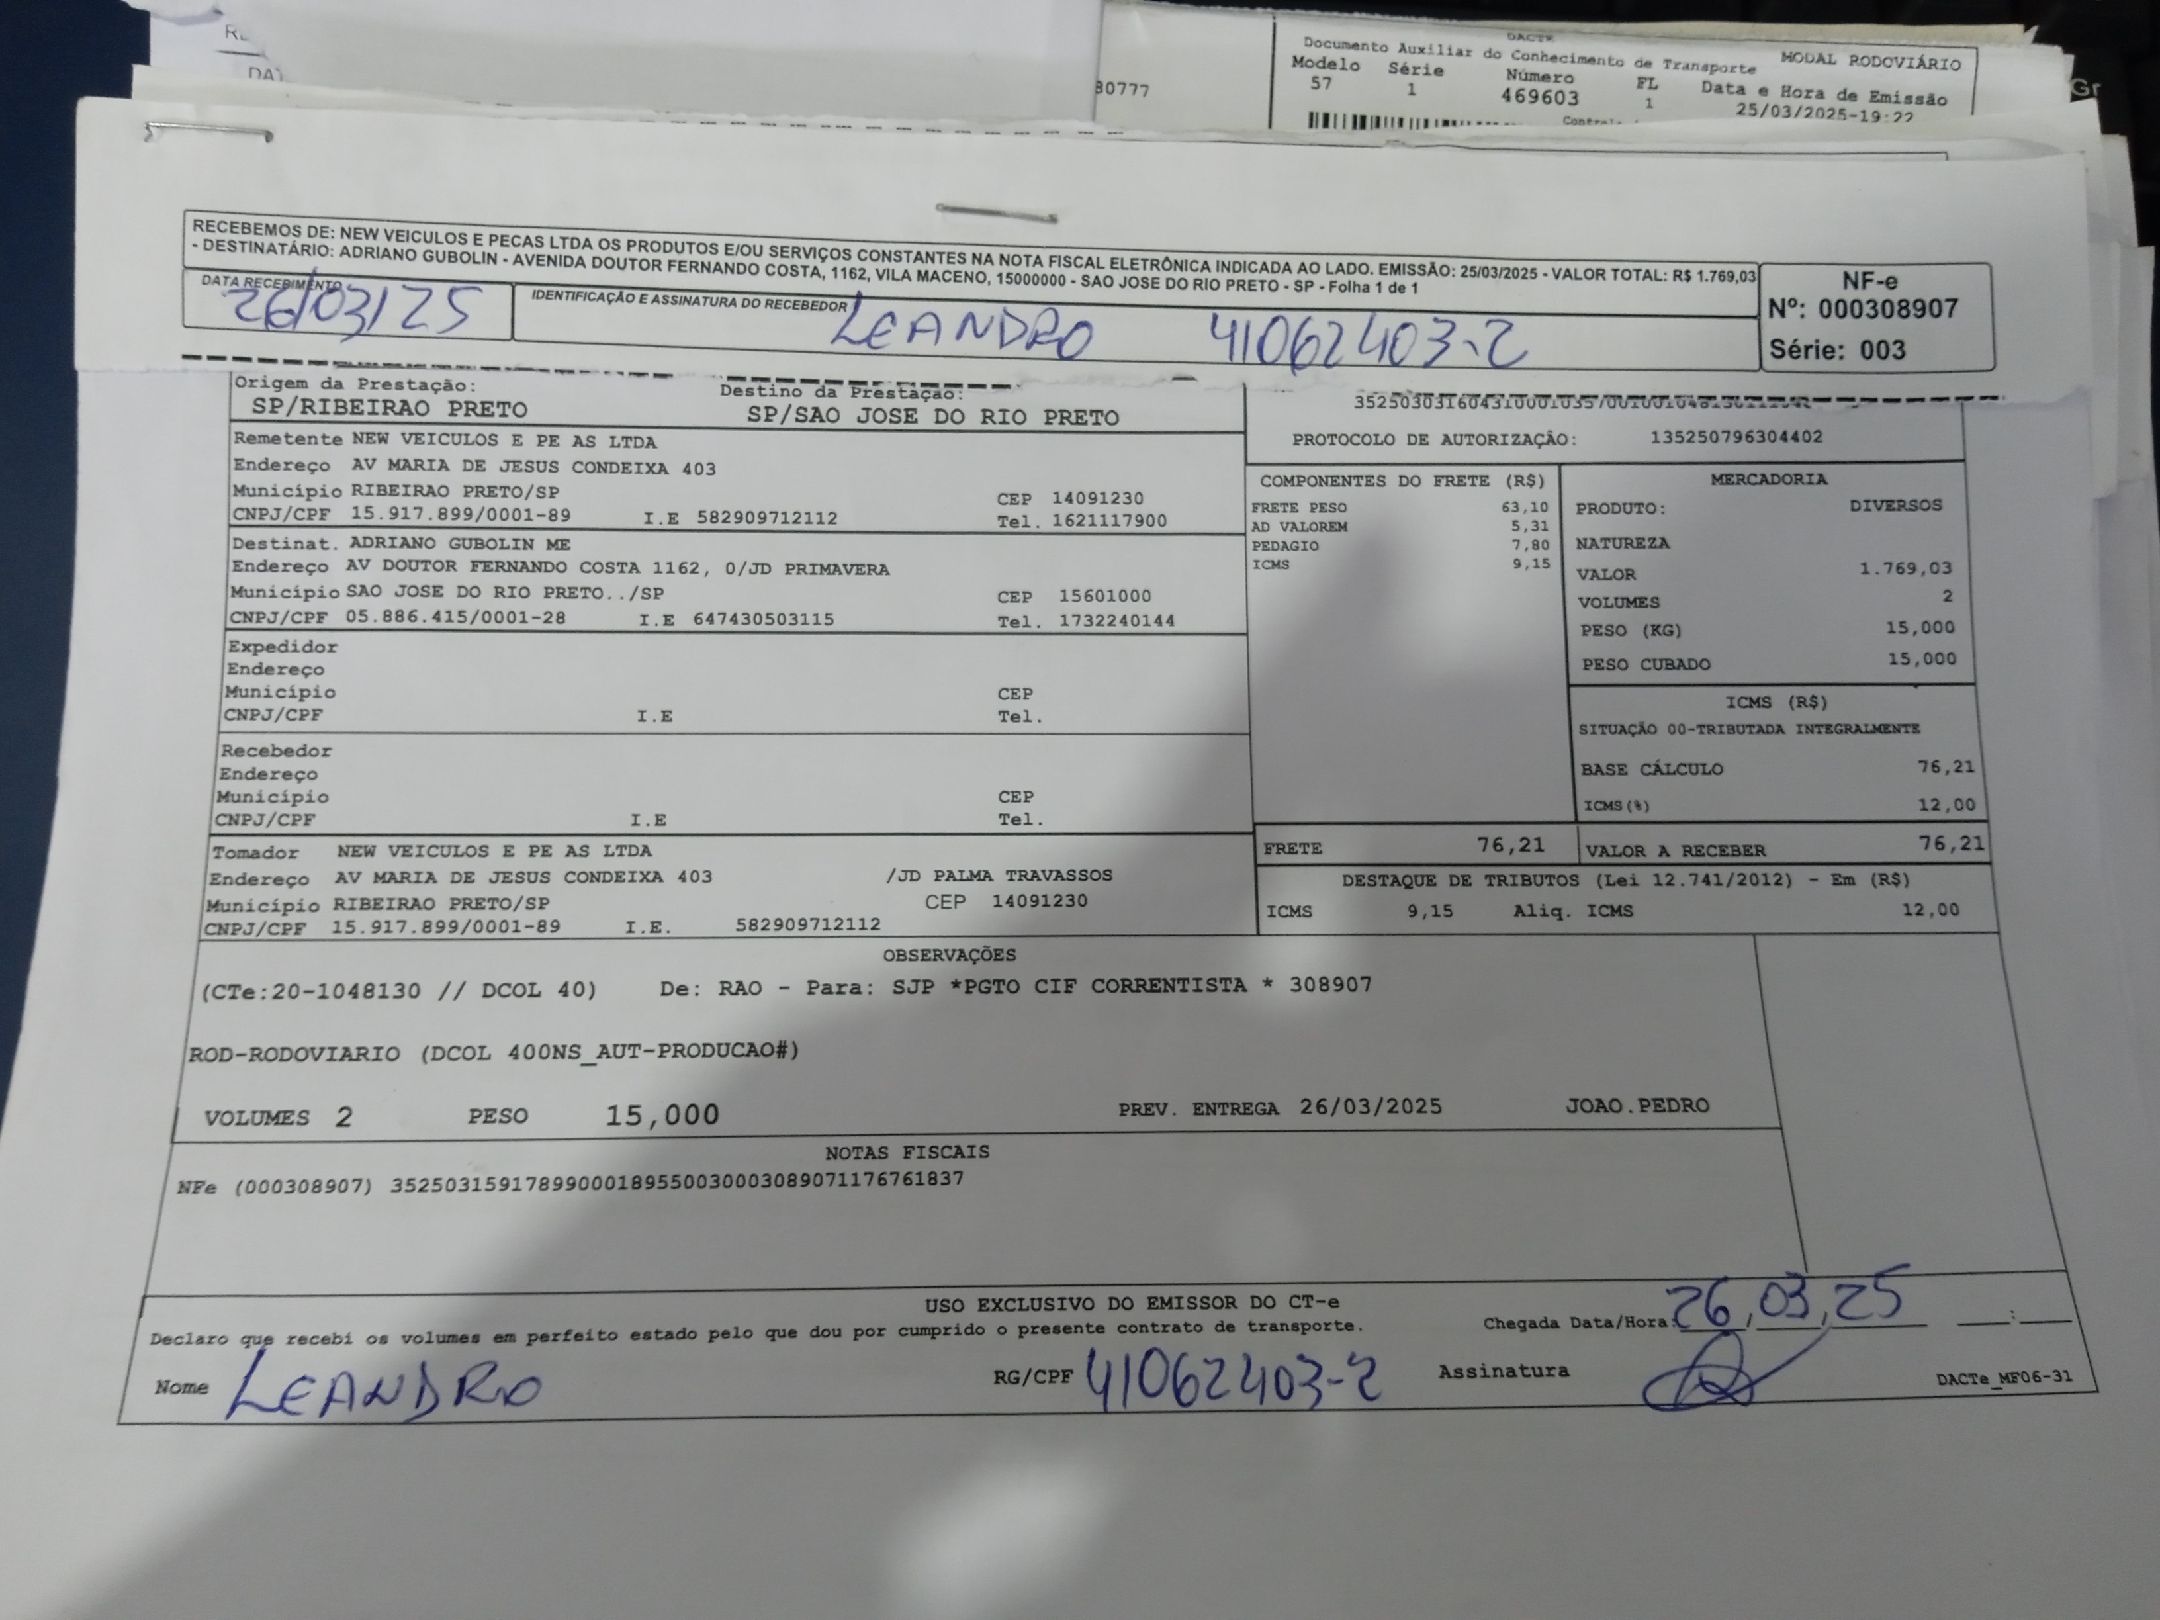 DACTE
Documento Auxiliar do Conhecimento de Transporte
MODAL RODOVIÁRIO
Modelo Série Número FL Data e Hora de Emissão
57 1 469603 1 25/03/2025-19:22
80777
RECEBEMOS DE: NEW VEICULOS E PECAS LTDA OS PRODUTOS E/OU SERVIÇOS CONSTANTES NA NOTA FISCAL ELETRÔNICA INDICADA AO LADO. EMISSÃO: 25/03/2025 - VALOR TOTAL: R$ 1.769,03
- DESTINATÁRIO: ADRIANO GUBOLIN - AVENIDA DOUTOR FERNANDO COSTA, 1162, VILA MACENO, 15000000 - SAO JOSE DO RIO PRETO - SP - Folha 1 de 1
DATA RECEBIMENTO
26/03/25
IDENTIFICAÇÃO E ASSINATURA DO RECEBEDOR
LEANDRO 41062403-2
NF-e
Nº: 000308907
Série: 003
Origem da Prestação:
SP/RIBEIRAO PRETO
Destino da Prestação:
SP/SAO JOSE DO RIO PRETO
PROTOCOLO DE AUTORIZAÇÃO: 135250796304402
Remetente NEW VEICULOS E PE AS LTDA
Endereço AV MARIA DE JESUS CONDEIXA 403
Município RIBEIRAO PRETO/SP CEP 14091230
CNPJ/CPF 15.917.899/0001-89 I.E 582909712112 Tel. 1621117900
Destinat. ADRIANO GUBOLIN ME
Endereço AV DOUTOR FERNANDO COSTA 1162, 0/JD PRIMAVERA
Município SAO JOSE DO RIO PRETO../SP CEP 15601000
CNPJ/CPF 05.886.415/0001-28 I.E 647430503115 Tel. 1732240144
Expedidor
Endereço
Município CEP
CNPJ/CPF I.E Tel.
Recebedor
Endereço
Município CEP
CNPJ/CPF I.E Tel.
Tomador NEW VEICULOS E PE AS LTDA
Endereço AV MARIA DE JESUS CONDEIXA 403 /JD PALMA TRAVASSOS
Município RIBEIRAO PRETO/SP CEP 14091230
CNPJ/CPF 15.917.899/0001-89 I.E. 582909712112
COMPONENTES DO FRETE (R$)
FRETE PESO 63,10
AD VALOREM 5,31
PEDAGIO 7,80
ICMS 9,15
MERCADORIA
PRODUTO: DIVERSOS
NATUREZA
VALOR 1.769,03
VOLUMES 2
PESO (KG) 15,000
PESO CUBADO 15,000
ICMS (R$)
SITUAÇÃO 00-TRIBUTADA INTEGRALMENTE
BASE CÁLCULO 76,21
ICMS(%) 12,00
FRETE 76,21 VALOR A RECEBER 76,21
DESTAQUE DE TRIBUTOS (Lei 12.741/2012) - Em (R$)
ICMS 9,15 Aliq. ICMS 12,00
OBSERVAÇÕES
(CTe:20-1048130 // DCOL 40) De: RAO - Para: SJP *PGTO CIF CORRENTISTA * 308907
ROD-RODOVIARIO (DCOL 400NS_AUT-PRODUCAO#)
VOLUMES 2 PESO 15,000 PREV. ENTREGA 26/03/2025 JOAO.PEDRO
NOTAS FISCAIS
NFe (000308907) 35250315917899000189550030003089071176761837
USO EXCLUSIVO DO EMISSOR DO CT-e
Declaro que recebi os volumes em perfeito estado pelo que dou por cumprido o presente contrato de transporte.
Chegada Data/Hora: 26,03,25 :
Nome LEANDRO RG/CPF 41062403-2 Assinatura
DACTe_MF06-31